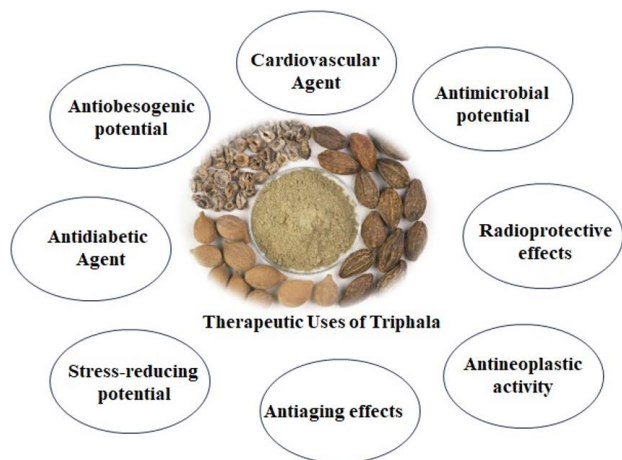 Cardiovascular
Agent
Antiobesogenic
potential
Antimicrobial
potential
Antidiabetic
Agent
Radioprotective
effects
Therapeutic Uses of Triphala
Stress-reducing
potential
Antineoplastic
activity
Antiaging effects